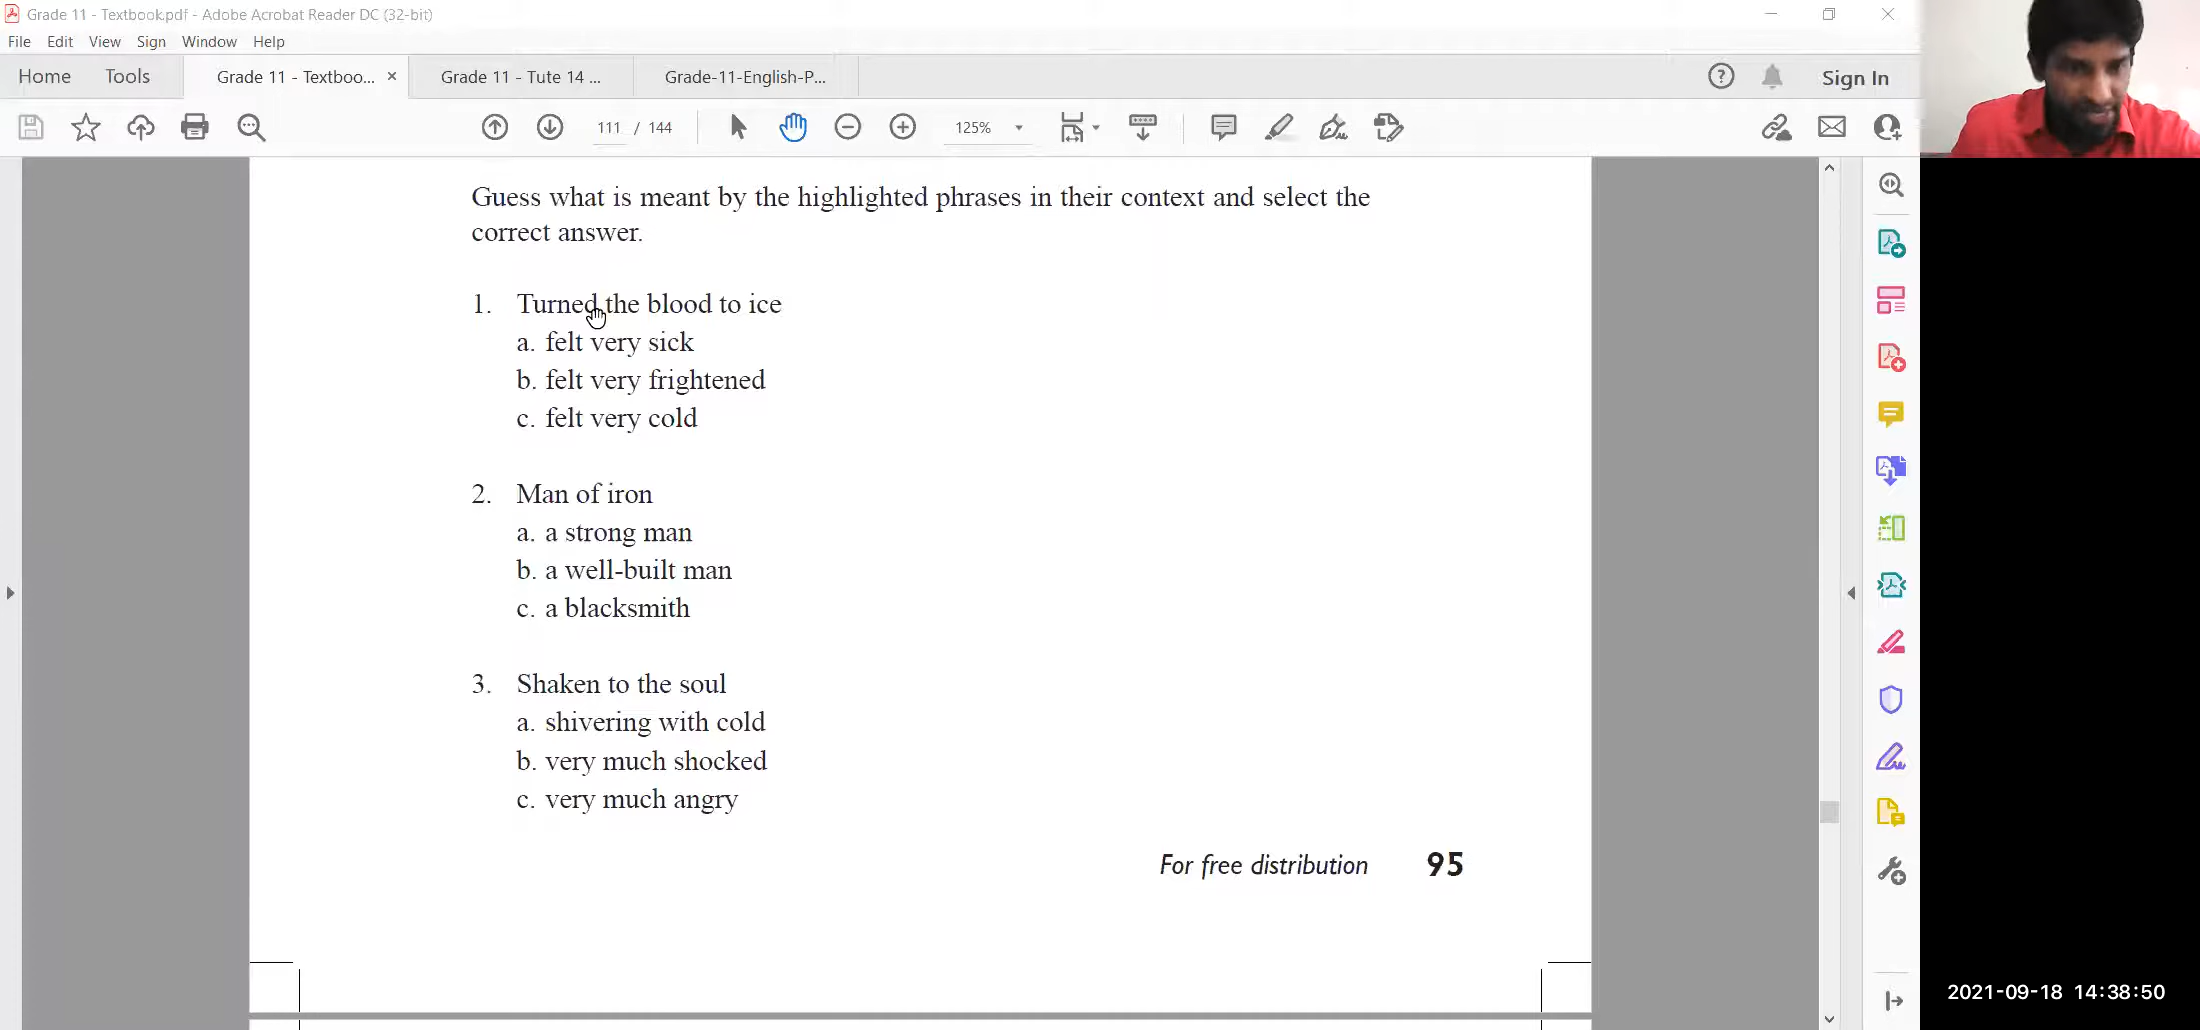 Grade 11 - Textbook.pdf - Adobe Acrobat Reader DC (32-bit)
File Edit View Sign Window Help
Home Tools Grade 11 - Textboo... × Grade 11 - Tute 14 ... Grade-11-English-P... Sign In
111 / 144 125%
Guess what is meant by the highlighted phrases in their context and select the
correct answer.
1. Turned the blood to ice
a. felt very sick
b. felt very frightened
c. felt very cold
2. Man of iron
a. a strong man
b. a well-built man
c. a blacksmith
3. Shaken to the soul
a. shivering with cold
b. very much shocked
c. very much angry
For free distribution 95
2021-09-18 14:38:50